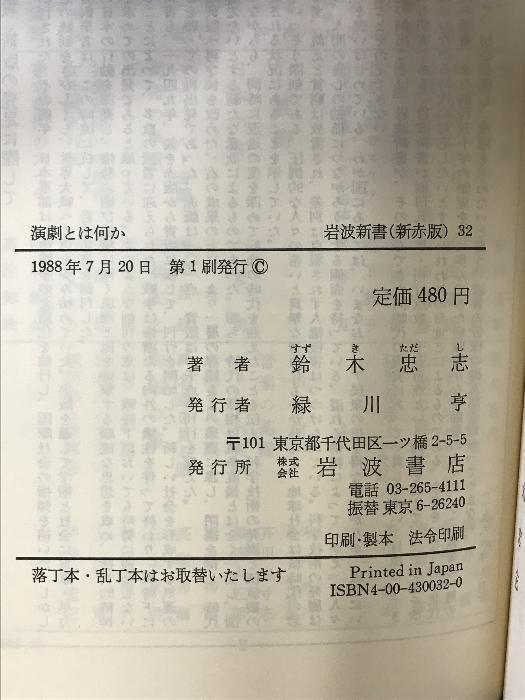 演劇とは何か 岩波新書(新赤版) 32
1988年7月20日 第1刷発行©
定価480円
すず き ただ し
著者 鈴木忠志
発行者 緑川亨
〒101 東京都千代田区一ツ橋2-5-5
発行所 株式会社 岩波書店
電話 03-265-4111
振替 東京 6-26240
印刷・製本 法令印刷
落丁本・乱丁本はお取替いたします Printed in Japan
ISBN4-00-430032-0